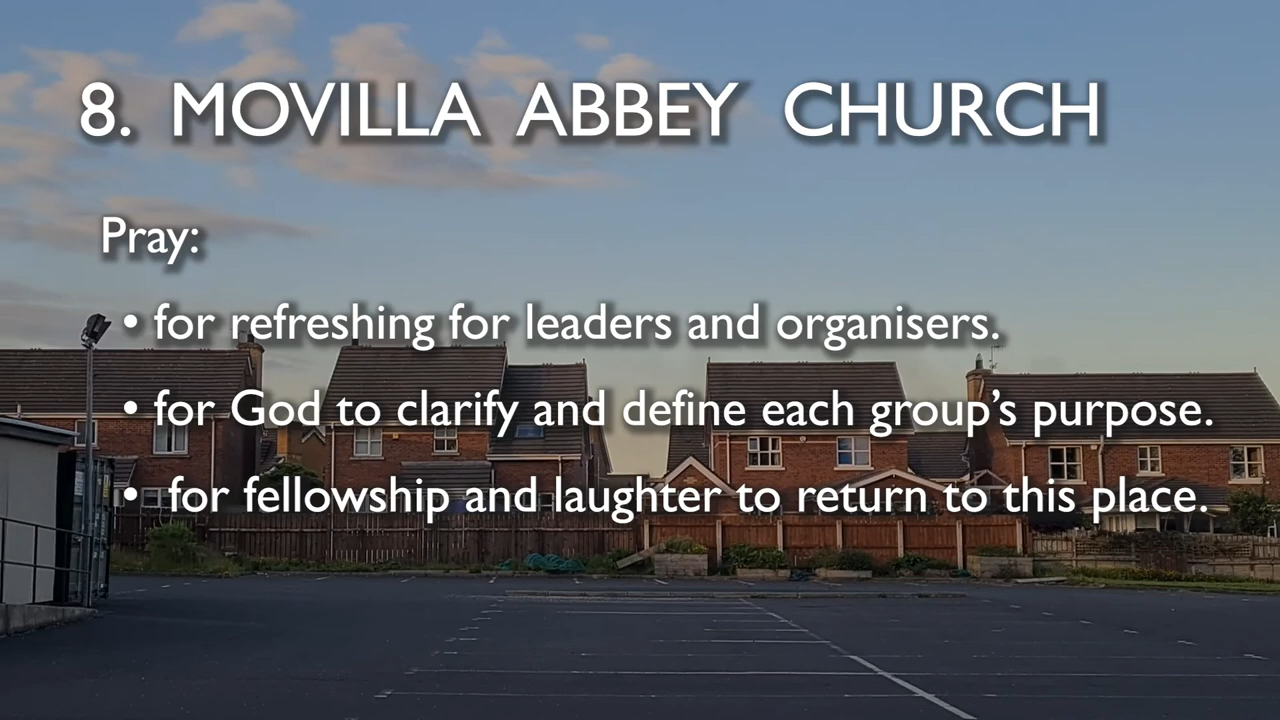 8. MOVILLA ABBEY CHURCH
Pray:
• for refreshing for leaders and organisers.
• for God to clarify and define each group’s purpose.
• for fellowship and laughter to return to this place.